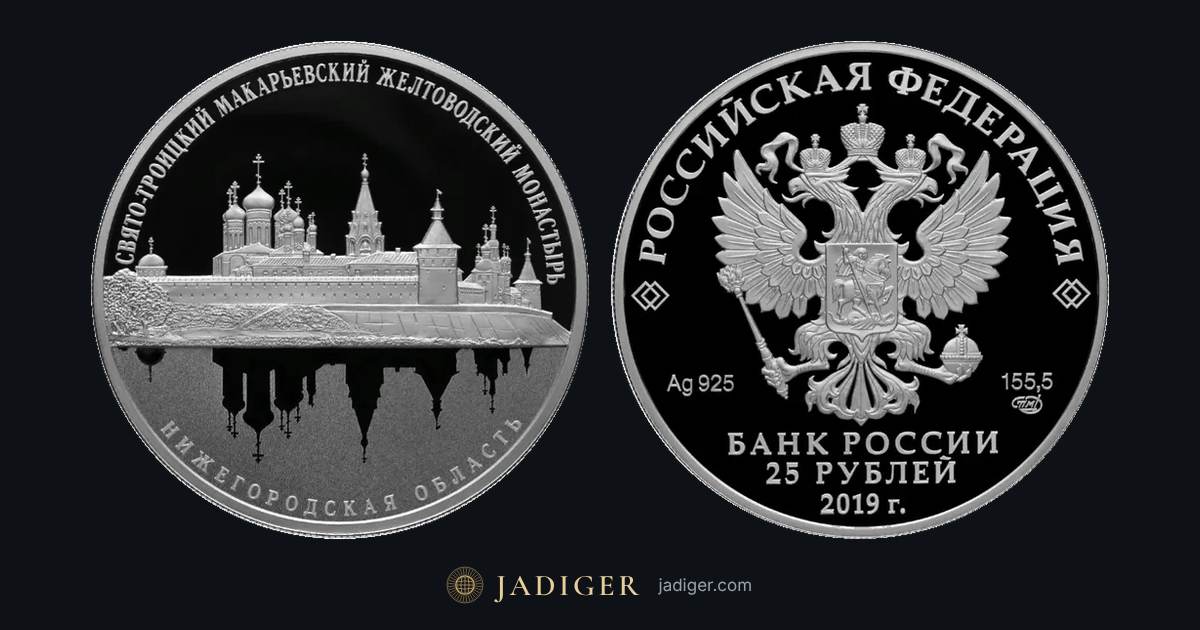 СВЯТО-ТРОИЦКИЙ МАКАРЬЕВСКИЙ ЖЕЛТОВОДСКИЙ МОНАСТЫРЬ
НИЖЕГОРОДСКАЯ ОБЛАСТЬ
РОССИЙСКАЯ ФЕДЕРАЦИЯ
Ag 925
155,5
СПМД
БАНК РОССИИ
25 РУБЛЕЙ
2019 г.
JADIGER
jadiger.com